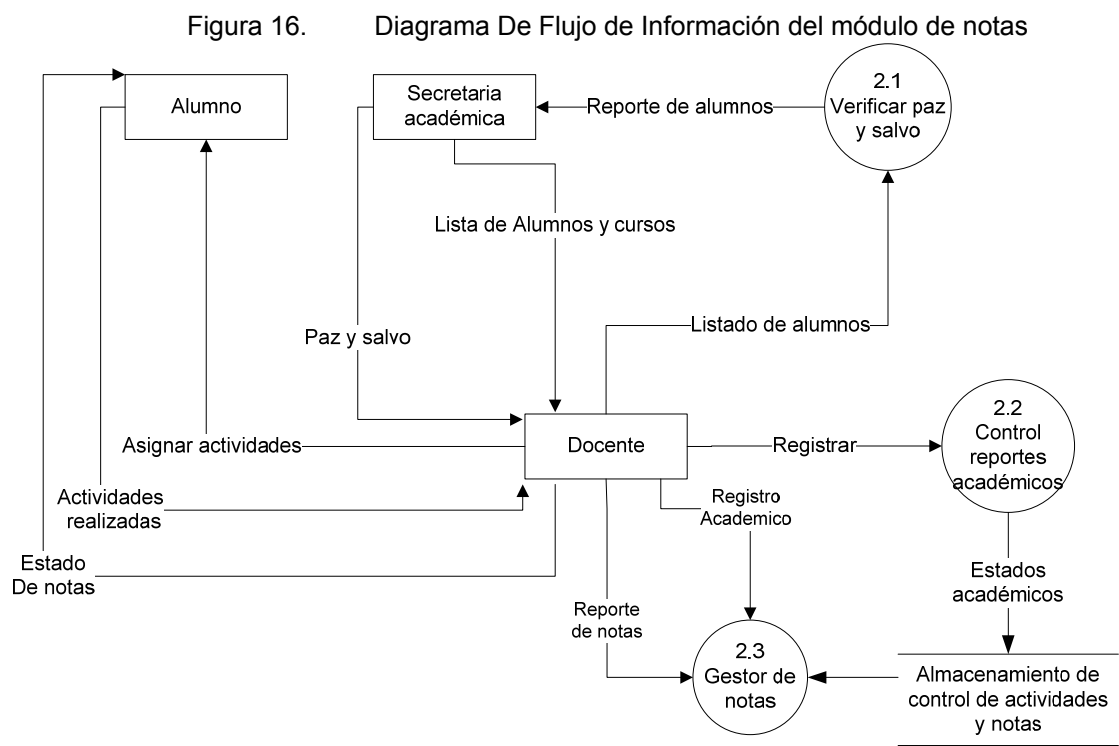 Figura 16. Diagrama De Flujo de Información del módulo de notas
Alumno
Secretaria
académica
Reporte de alumnos
2.1
Verificar paz
y salvo
Lista de Alumnos y cursos
Paz y salvo
Listado de alumnos
Asignar actividades
Docente
Registrar
2.2
Control
reportes
académicos
Actividades
realizadas
Registro
Academico
Estado
De notas
Estados
académicos
Reporte
de notas
2.3
Gestor de
notas
Almacenamiento de
control de actividades
y notas